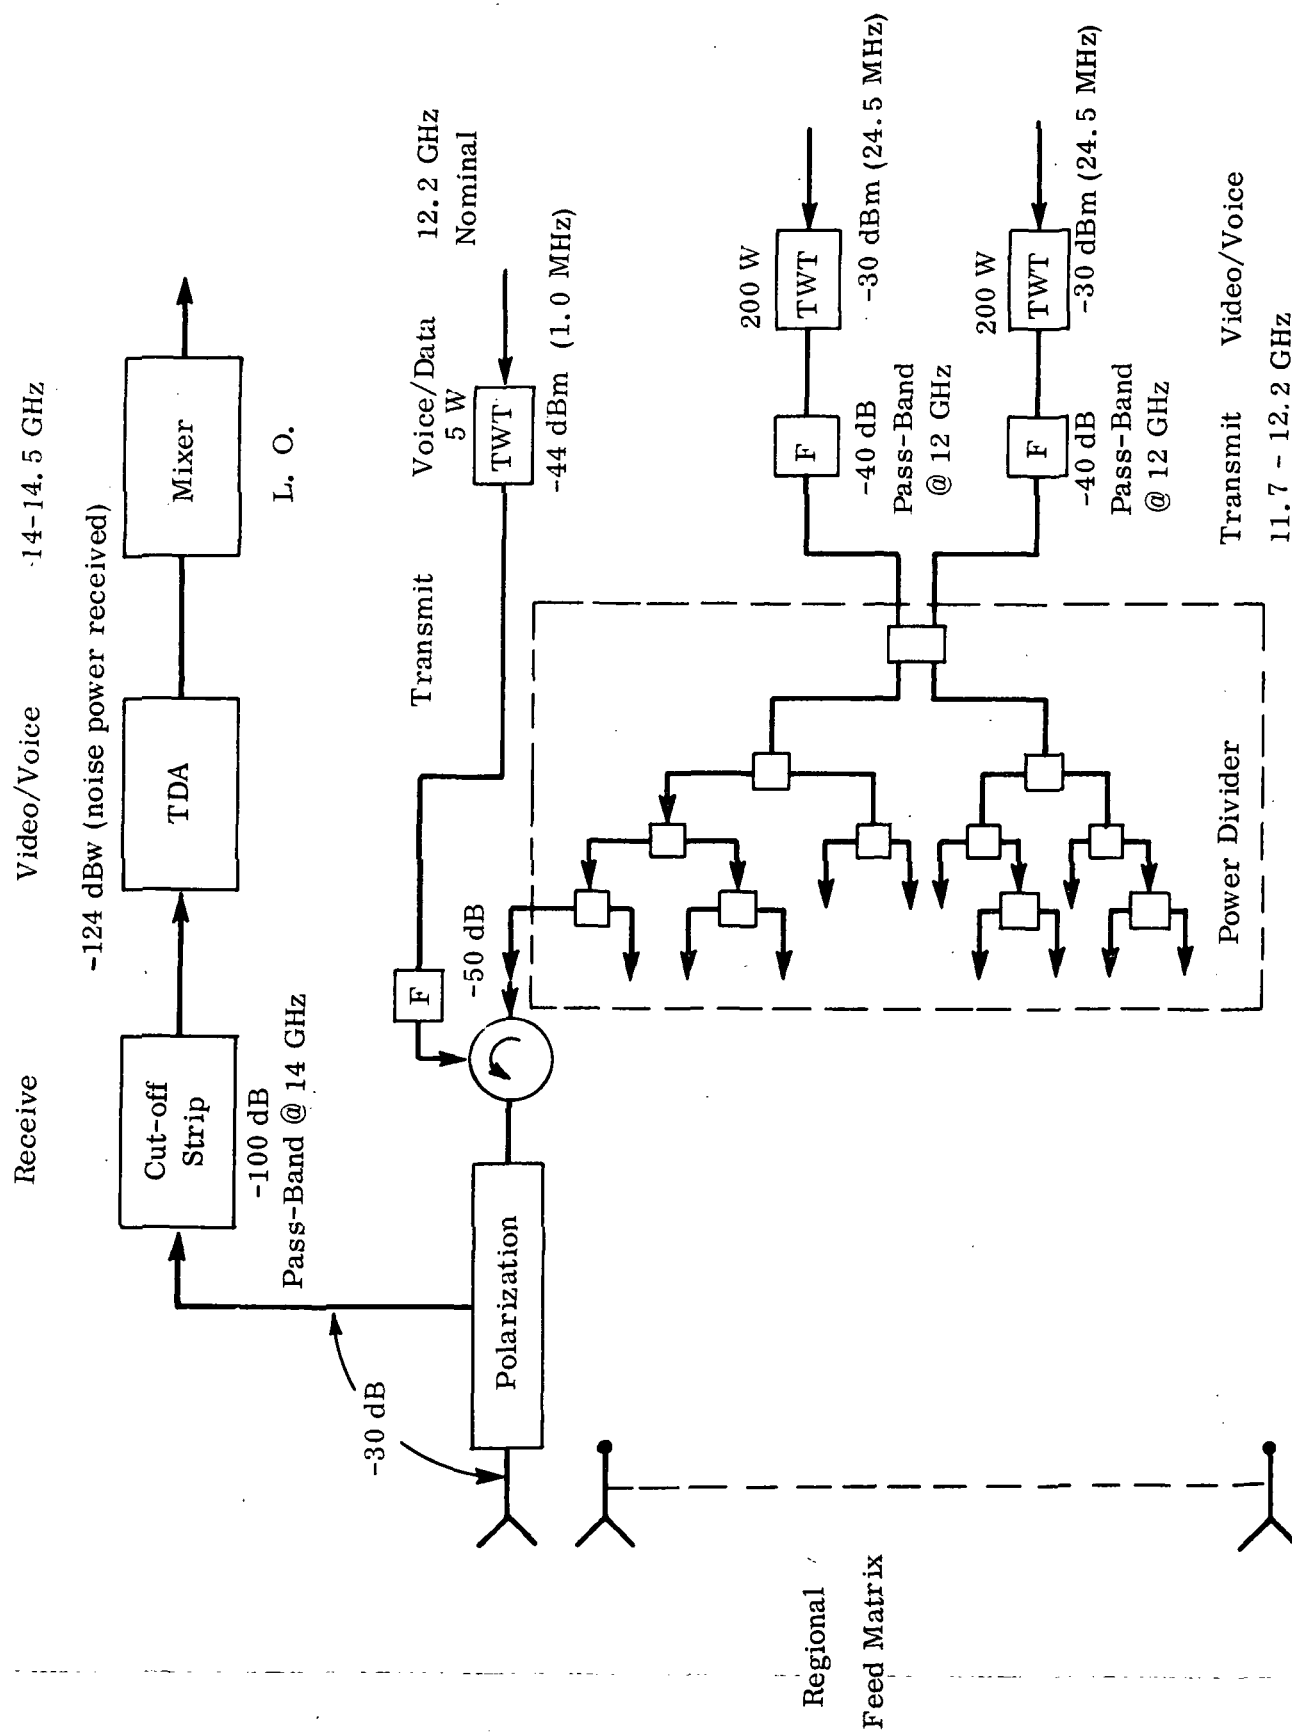 Receive
Video/Voice
14-14.5 GHz
Cut-off
Strip
-100 dB
Pass-Band @ 14 GHz
-124 dBw (noise power received)
TDA
Mixer
L. O.
-30 dB
Polarization
Transmit
Voice/Data
12.2 GHz
Nominal
F
5 W
TWT
-44 dBm (1.0 MHz)
-50 dB
Power Divider
F
-40 dB
Pass-Band
@ 12 GHz
200 W
TWT
-30 dBm (24.5 MHz)
F
-40 dB
Pass-Band
@ 12 GHz
200 W
TWT
-30 dBm (24.5 MHz)
Transmit
Video/Voice
11.7 - 12.2 GHz
Regional
Feed Matrix